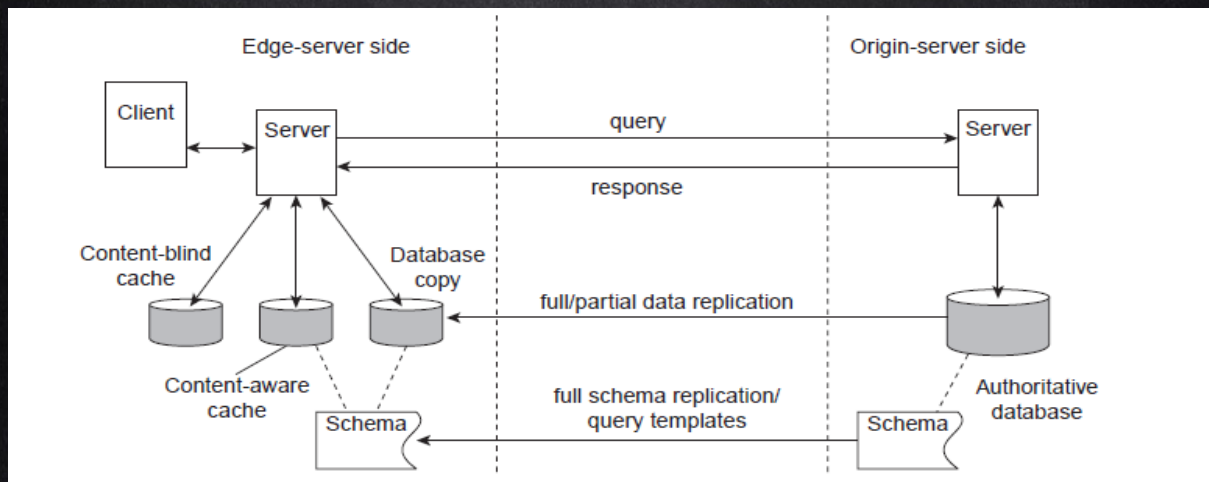 Edge-server side
Origin-server side
Client
Server
query
Server
response
Content-blind
cache
Database
copy
full/partial data replication
Content-aware
cache
full schema replication/
query templates
Authoritative
database
Schema
Schema